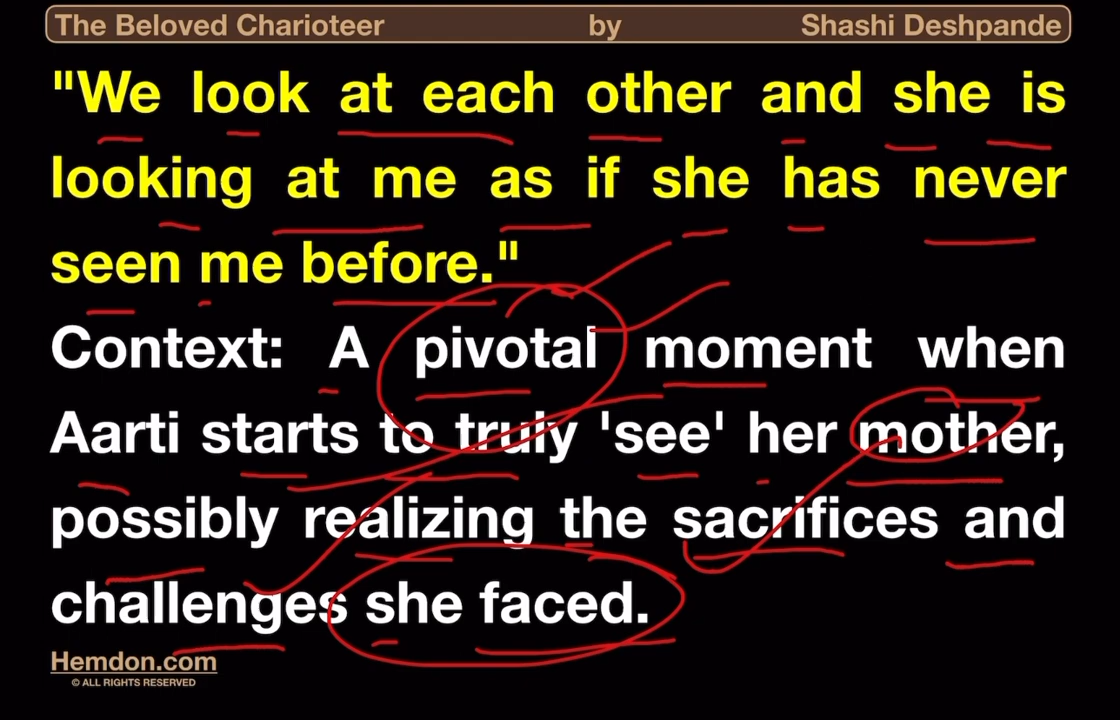 The Beloved Charioteer by Shashi Deshpande
"We look at each other and she is
looking at me as if she has never
seen me before."
Context: A pivotal moment when
Aarti starts to truly 'see' her mother,
possibly realizing the sacrifices and
challenges she faced.
Hemdon.com
© ALL RIGHTS RESERVED